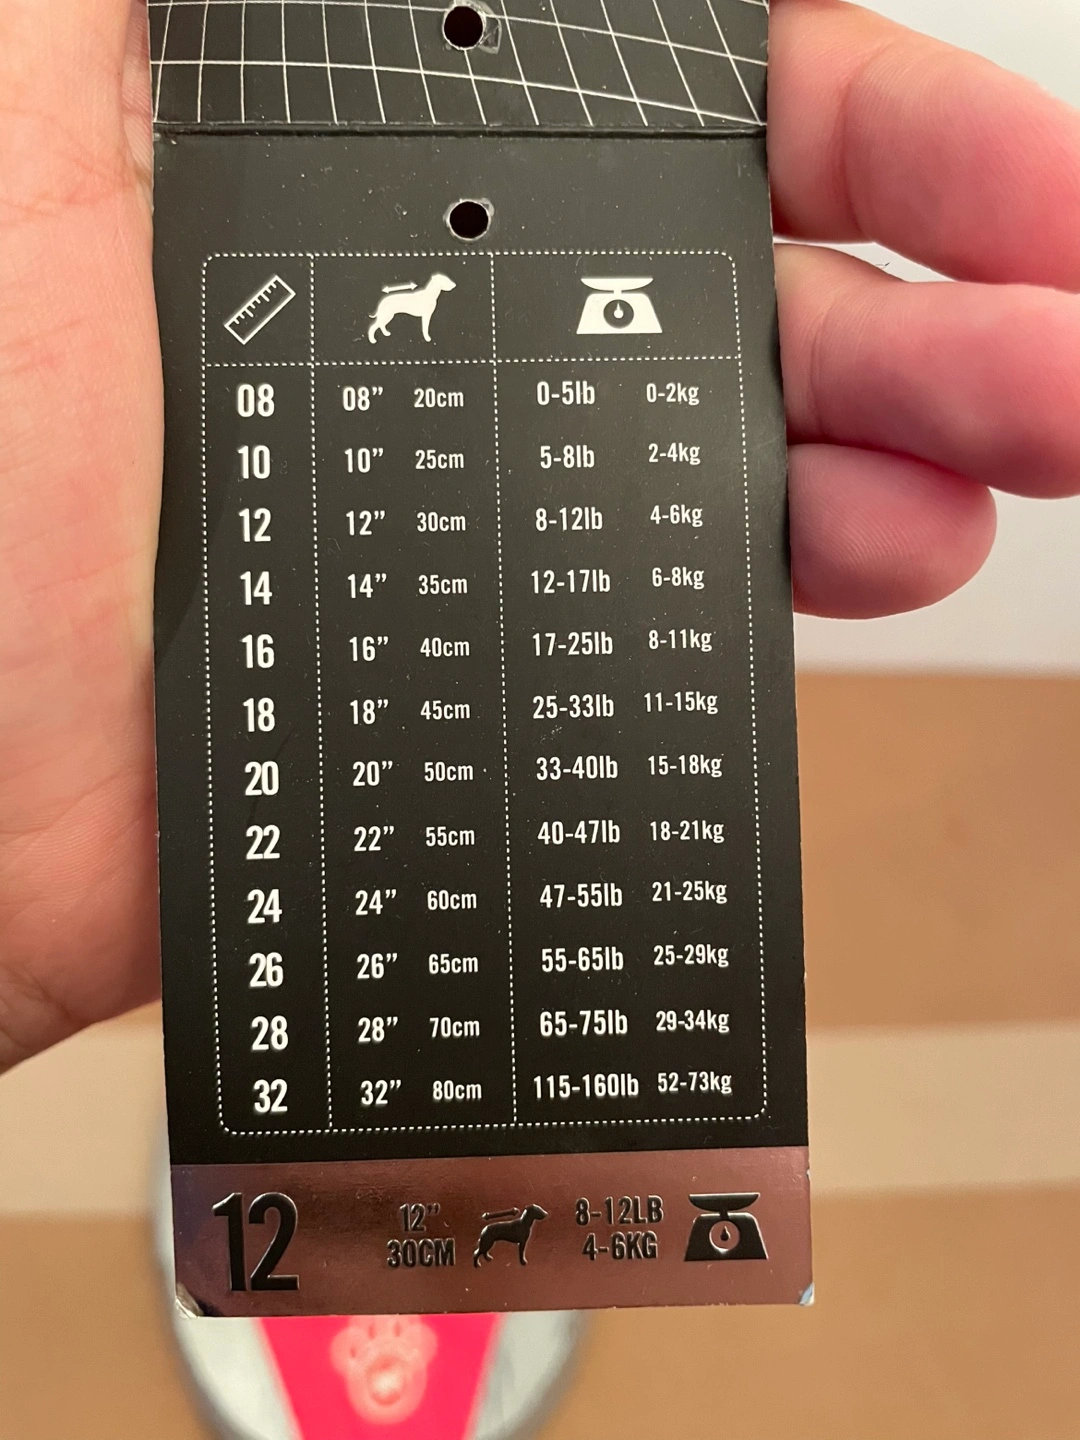 08 08” 20cm 0-5lb 0-2kg
10 10” 25cm 5-8lb 2-4kg
12 12” 30cm 8-12lb 4-6kg
14 14” 35cm 12-17lb 6-8kg
16 16” 40cm 17-25lb 8-11kg
18 18” 45cm 25-33lb 11-15kg
20 20” 50cm 33-40lb 15-18kg
22 22” 55cm 40-47lb 18-21kg
24 24” 60cm 47-55lb 21-25kg
26 26” 65cm 55-65lb 25-29kg
28 28” 70cm 65-75lb 29-34kg
32 32” 80cm 115-160lb 52-73kg
12 12” 8-12LB
30CM 4-6KG